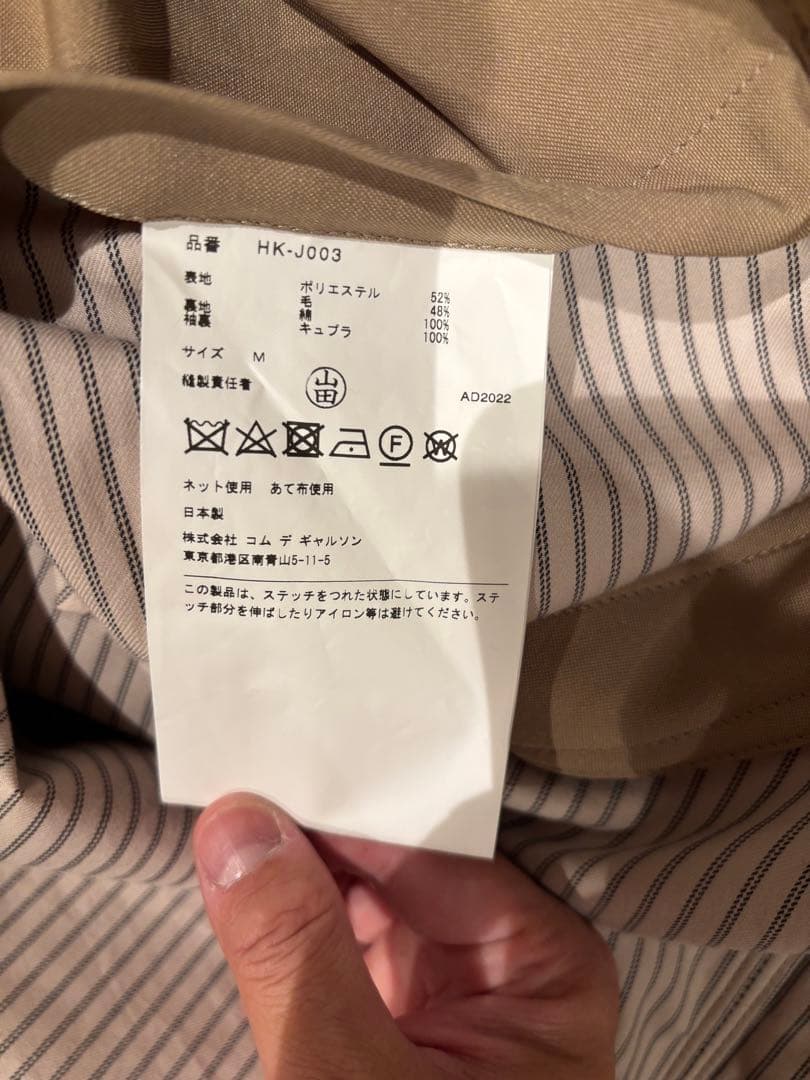 品番 HK-J003
表地 ポリエステル 52%
毛 48%
裏地 綿 100%
袖裏 キュプラ 100%
サイズ M
縫製責任者 山田
AD2022
F W
ネット使用 あて布使用
日本製
株式会社 コム デ ギャルソン
東京都港区南青山5-11-5
この製品は、ステッチをつれた状態にしています。ステ
ッチ部分を伸ばしたりアイロン等は避けてください。